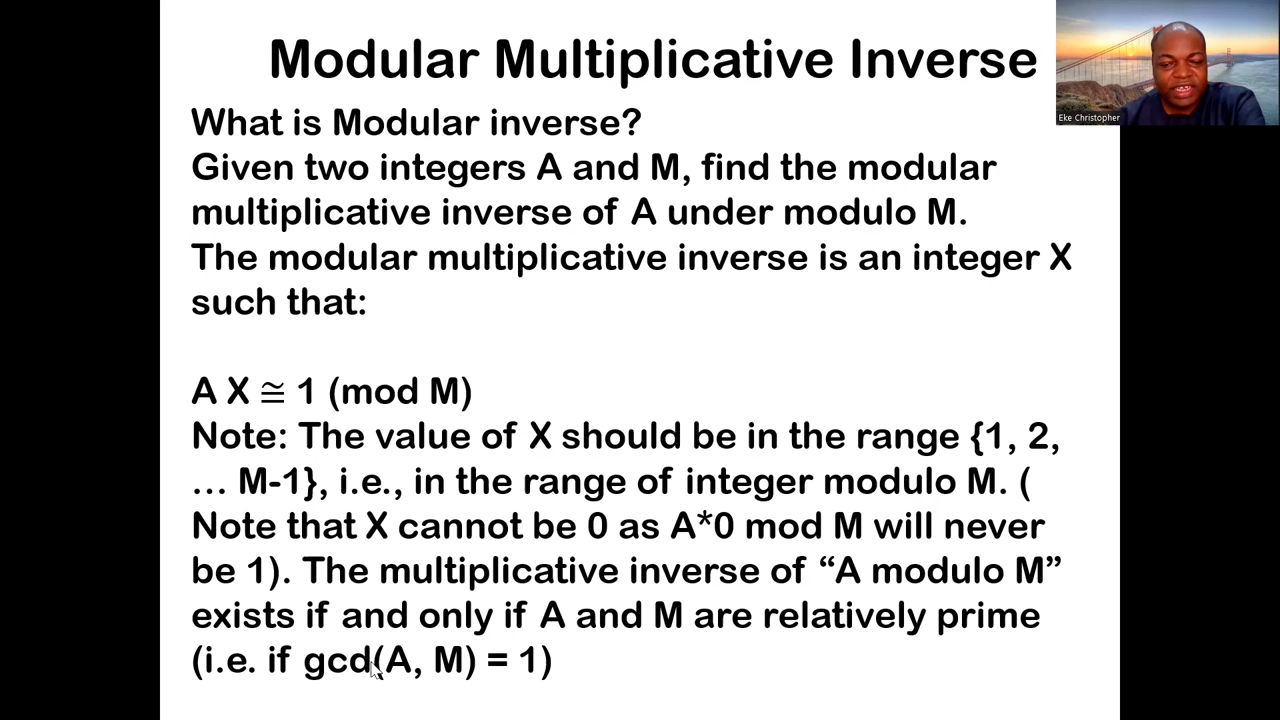 Modular Multiplicative Inverse
Eke Christopher
What is Modular inverse?
Given two integers A and M, find the modular
multiplicative inverse of A under modulo M.
The modular multiplicative inverse is an integer X
such that:
A X ≅ 1 (mod M)
Note: The value of X should be in the range {1, 2,
… M-1}, i.e., in the range of integer modulo M. (
Note that X cannot be 0 as A*0 mod M will never
be 1). The multiplicative inverse of “A modulo M”
exists if and only if A and M are relatively prime
(i.e. if gcd(A, M) = 1)